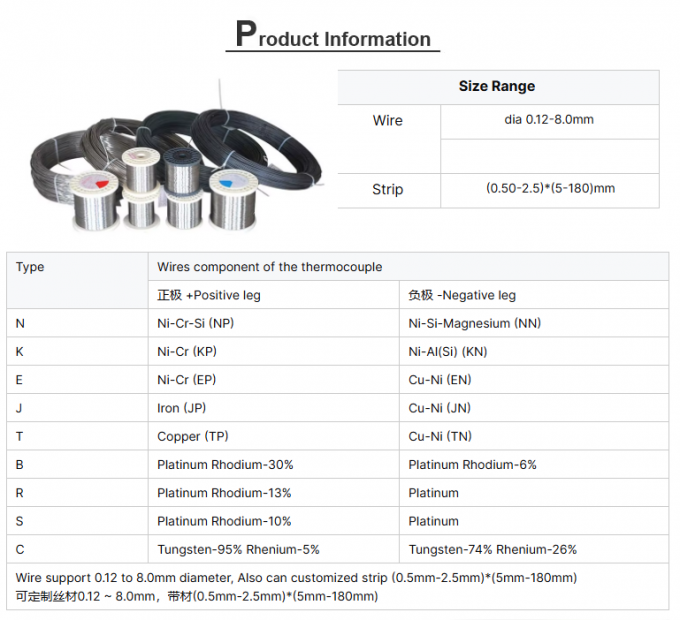 Product Information
Size Range
Wire dia 0.12-8.0mm
Strip (0.50-2.5)*(5-180)mm
Type Wires component of the thermocouple
正极 +Positive leg 负极 -Negative leg
N Ni-Cr-Si (NP) Ni-Si-Magnesium (NN)
K Ni-Cr (KP) Ni-Al(Si) (KN)
E Ni-Cr (EP) Cu-Ni (EN)
J Iron (JP) Cu-Ni (JN)
T Copper (TP) Cu-Ni (TN)
B Platinum Rhodium-30% Platinum Rhodium-6%
R Platinum Rhodium-13% Platinum
S Platinum Rhodium-10% Platinum
C Tungsten-95% Rhenium-5% Tungsten-74% Rhenium-26%
Wire support 0.12 to 8.0mm diameter, Also can customized strip (0.5mm-2.5mm)*(5mm-180mm)
可定制丝材0.12 ~ 8.0mm，带材(0.5mm-2.5mm)*(5mm-180mm)